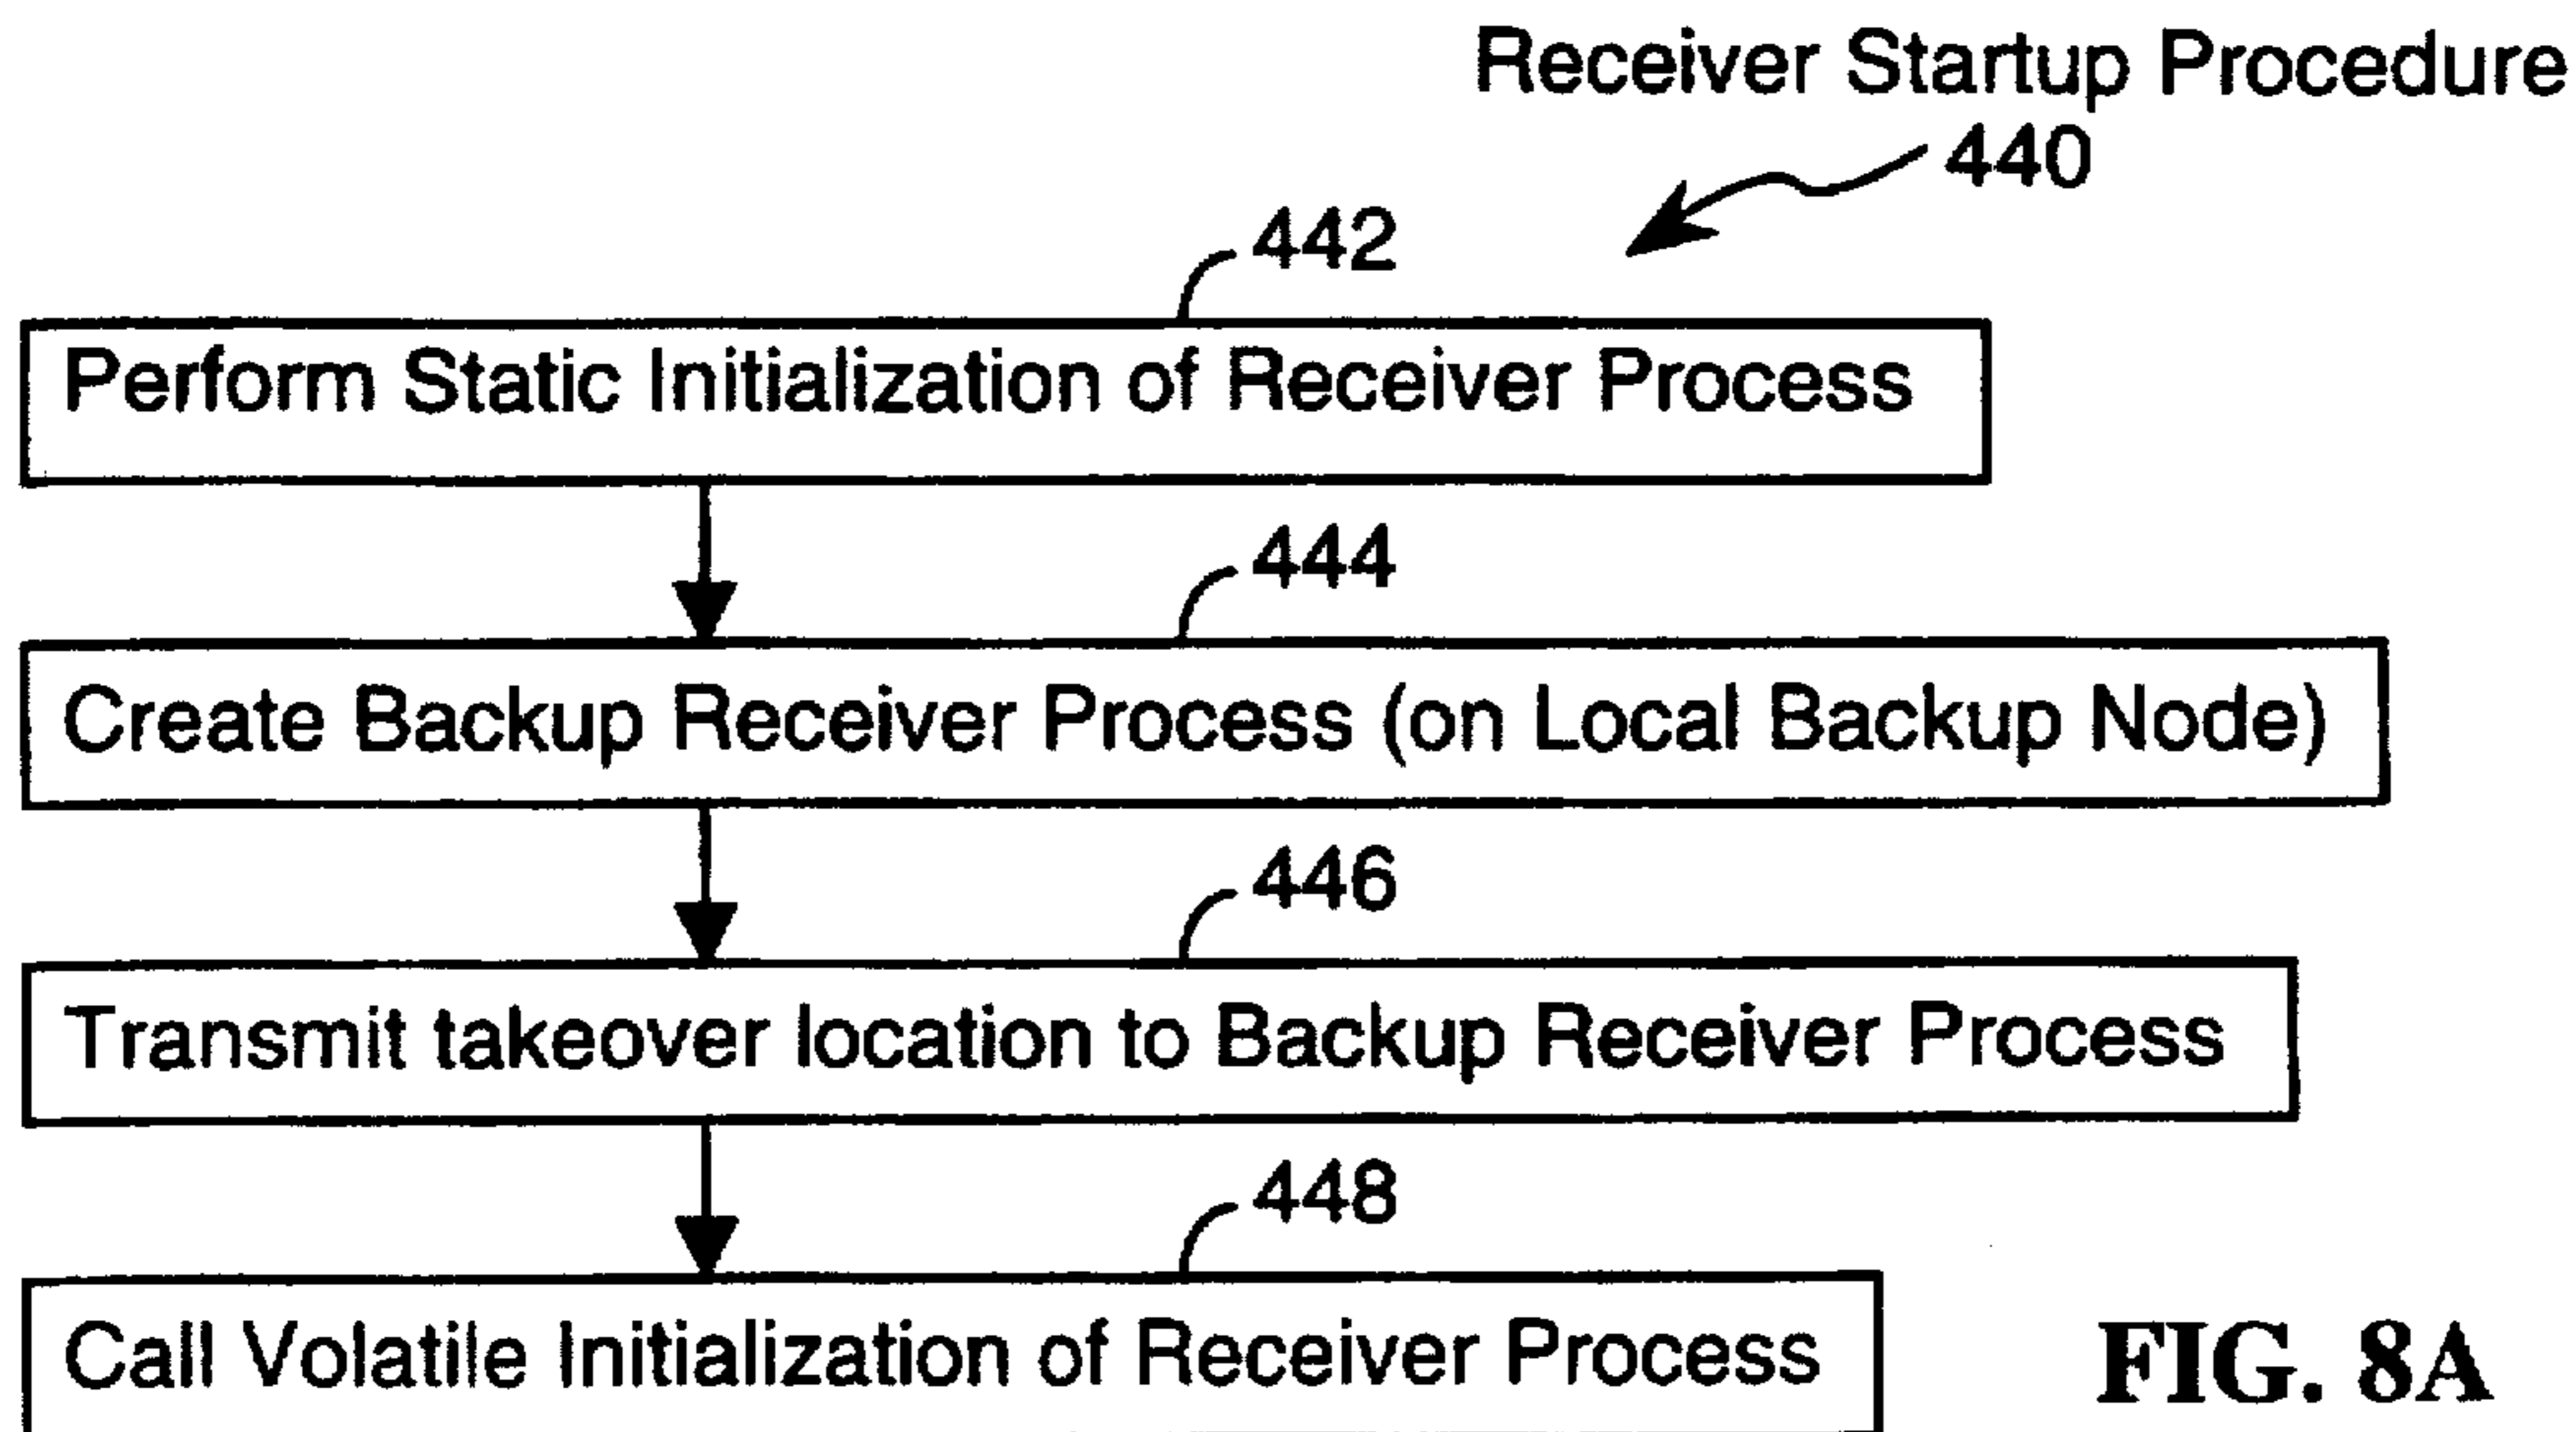 Receiver Startup Procedure
440
442
Perform Static Initialization of Receiver Process
444
Create Backup Receiver Process (on Local Backup Node)
446
Transmit takeover location to Backup Receiver Process
448
Call Volatile Initialization of Receiver Process
FIG. 8A